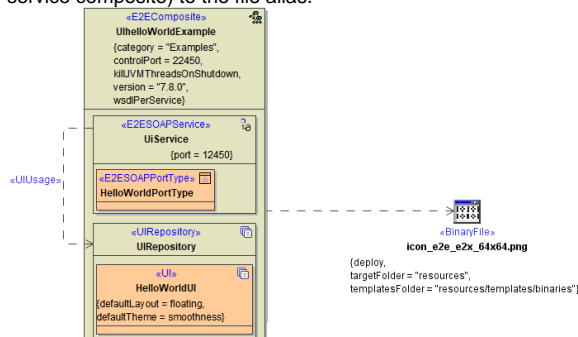 service composite) to the file alias.
«E2EComposite»
UIhelloWorldExample
{category = "Examples",
controlPort = 22450,
killJVMThreadsOnShutdown,
version = "7.8.0",
wsdlPerService}
«E2ESOAPService»
UiService
{port = 12450}
«UIUsage»
«E2ESOAPPortType»
HelloWorldPortType
«UIRepository»
UIRepository
«UI»
HelloWorldUI
{defaultLayout = floating,
defaultTheme = smoothness}
«BinaryFile»
icon_e2e_e2x_64x64.png
{deploy,
targetFolder = "resources",
templatesFolder = "resources/templates/binaries"}